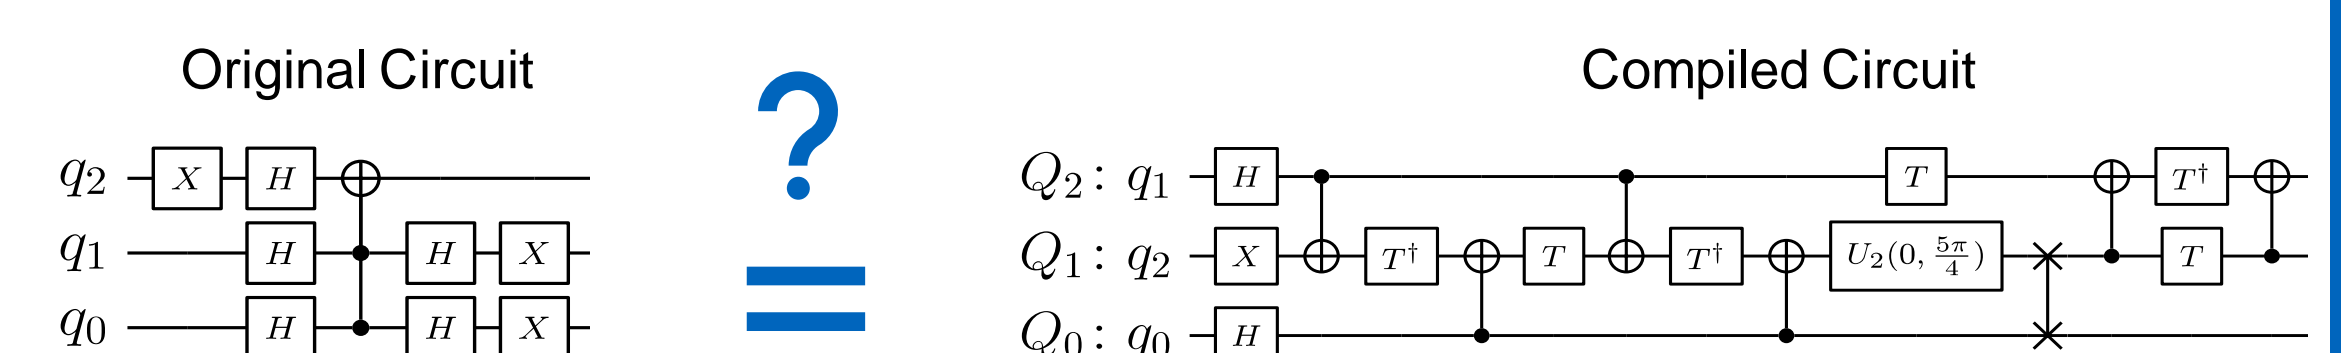 Original Circuit
?
=
Compiled Circuit
q₂ X H
q₁ H H X
q₀ H H X
Q₂ : q₁ H T T†
Q₁ : q₂ X T† T T† U₂(0, 5π/4) T
Q₀ : q₀ H